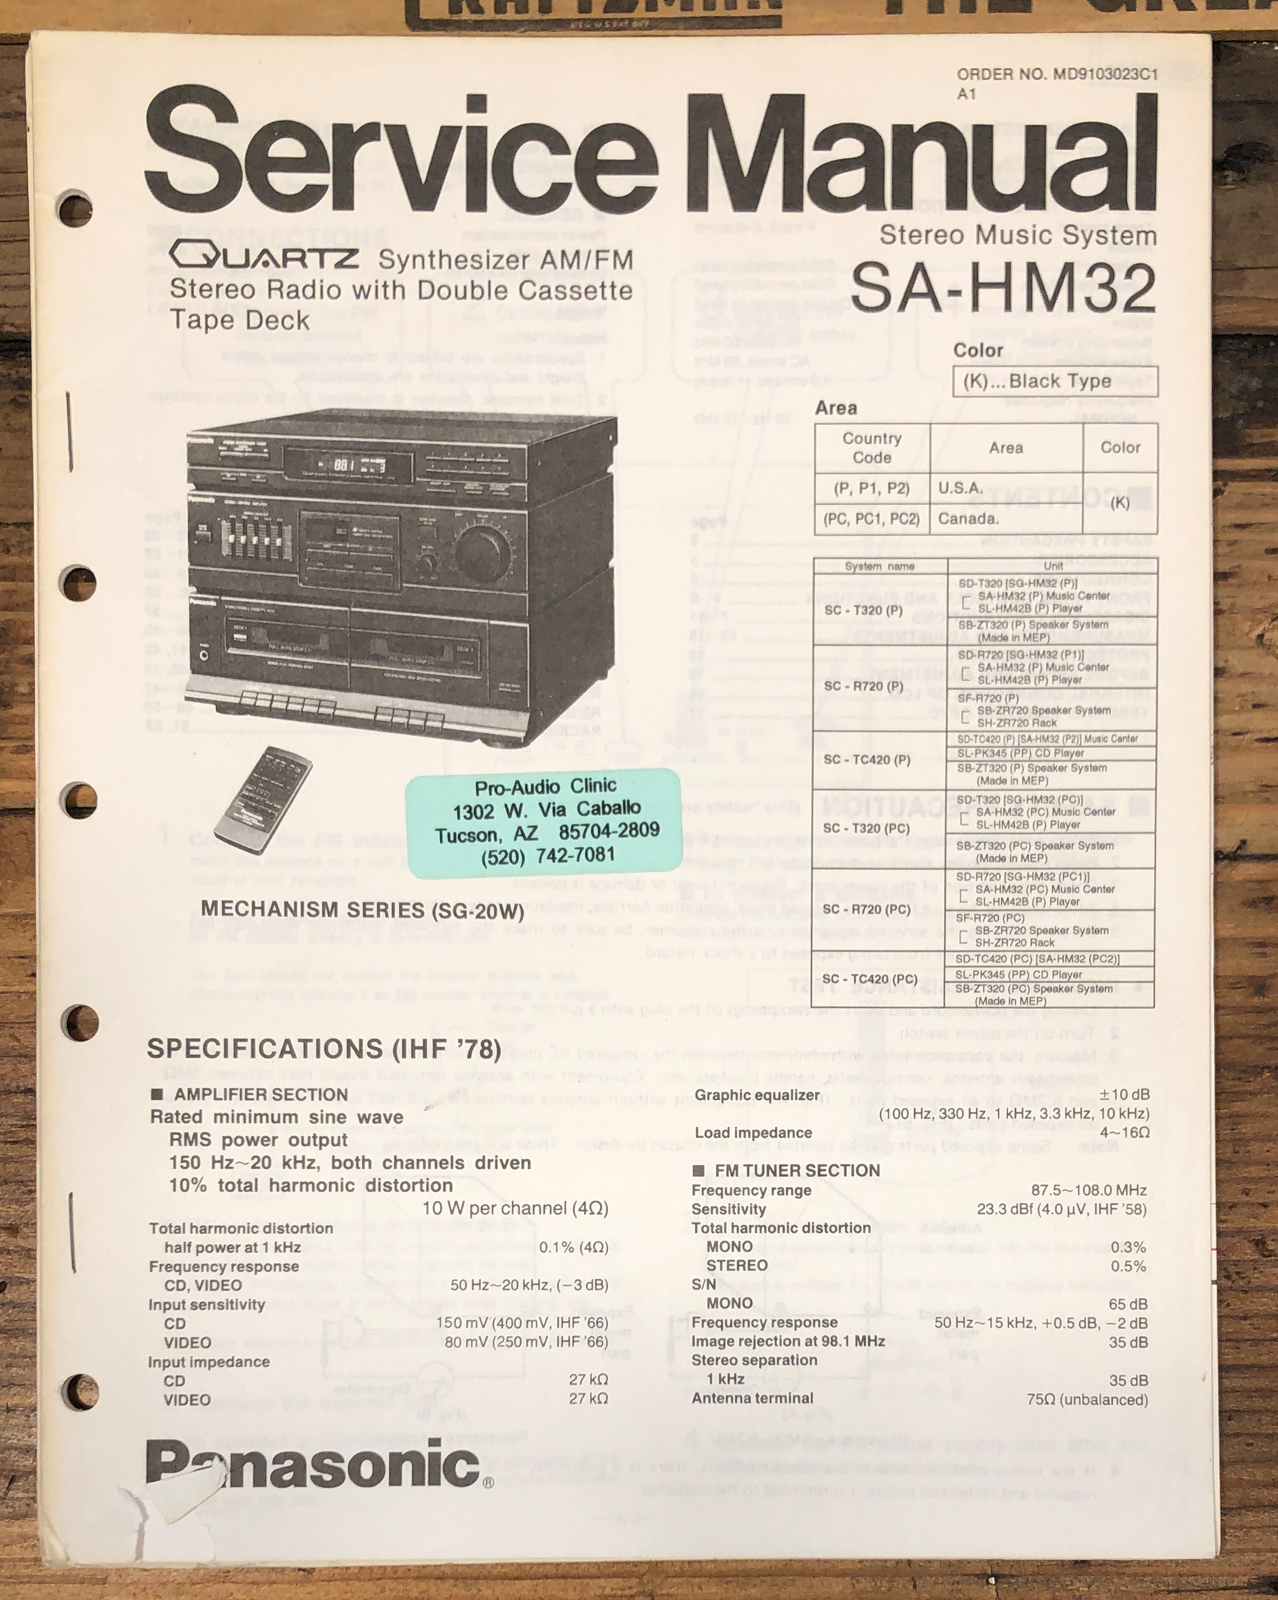 ORDER NO. MD9103023C1
A1
Service Manual
QUARTZ Synthesizer AM/FM
Stereo Radio with Double Cassette
Tape Deck
Stereo Music System
SA-HM32
Color
(K)...Black Type
Area
Country Code Area Color
(P, P1, P2) U.S.A. (K)
(PC, PC1, PC2) Canada.
System name Unit
SC - T320 (P)
SD-T320 [SG-HM32 (P)]
SA-HM32 (P) Music Center
SL-HM42B (P) Player
SB-ZT320 (P) Speaker System
(Made in MEP)
SC - R720 (P)
SD-R720 [SG-HM32 (P1)]
SA-HM32 (P) Music Center
SL-HM42B (P) Player
SF-R720 (P)
SB-ZR720 Speaker System
SH-ZR720 Rack
SC - TC420 (P)
SD-TC420 (P) [SA-HM32 (P2)] Music Center
SL-PK345 (PP) CD Player
SB-ZT320 (P) Speaker System
(Made in MEP)
SC - T320 (PC)
SD-T320 [SG-HM32 (PC)]
SA-HM32 (PC) Music Center
SL-HM42B (P) Player
SB-ZT320 (PC) Speaker System
(Made in MEP)
SC - R720 (PC)
SD-R720 [SG-HM32 (PC1)]
SA-HM32 (PC) Music Center
SL-HM42B (P) Player
SF-R720 (PC)
SB-ZR720 Speaker System
SH-ZR720 Rack
SC - TC420 (PC)
SD-TC420 (PC) [SA-HM32 (PC2)]
SL-PK345 (PP) CD Player
SB-ZT320 (PC) Speaker System
(Made in MEP)
Pro-Audio Clinic
1302 W. Via Caballo
Tucson, AZ 85704-2809
(520) 742-7081
MECHANISM SERIES (SG-20W)
SPECIFICATIONS (IHF '78)
■ AMPLIFIER SECTION
Rated minimum sine wave
RMS power output
150 Hz~20 kHz, both channels driven
10% total harmonic distortion
10 W per channel (4Ω)
Total harmonic distortion
half power at 1 kHz 0.1% (4Ω)
Frequency response
CD, VIDEO 50 Hz~20 kHz, (−3 dB)
Input sensitivity
CD 150 mV (400 mV, IHF '66)
VIDEO 80 mV (250 mV, IHF '66)
Input impedance
CD 27 kΩ
VIDEO 27 kΩ
Graphic equalizer ±10 dB
(100 Hz, 330 Hz, 1 kHz, 3.3 kHz, 10 kHz)
Load impedance 4~16Ω
■ FM TUNER SECTION
Frequency range 87.5~108.0 MHz
Sensitivity 23.3 dBf (4.0 µV, IHF '58)
Total harmonic distortion
MONO 0.3%
STEREO 0.5%
S/N
MONO 65 dB
Frequency response 50 Hz~15 kHz, +0.5 dB, −2 dB
Image rejection at 98.1 MHz 35 dB
Stereo separation
1 kHz 35 dB
Antenna terminal 75Ω (unbalanced)
Panasonic®